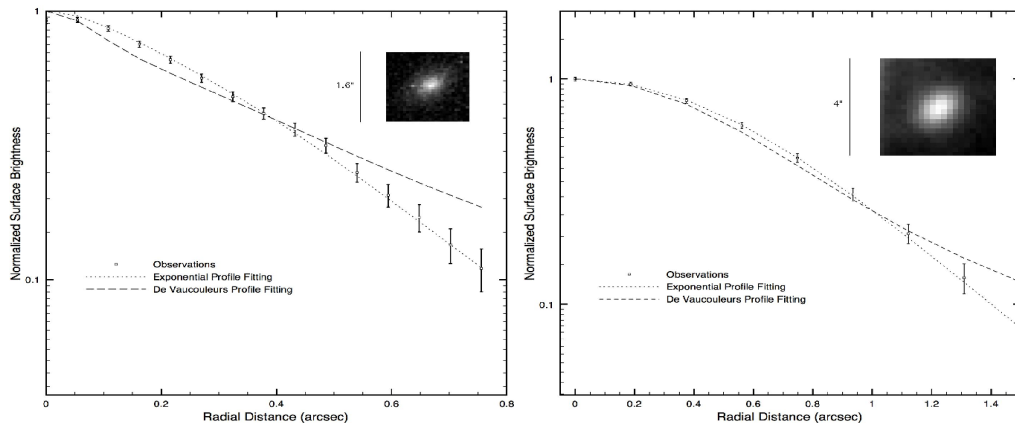 1
0.1
Normalized Surface Brightness
1.6"
Observations
Exponential Profile Fitting
De Vaucouleurs Profile Fitting
0
0.2
0.4
0.6
0.8
Radial Distance (arcsec)
1
0.1
Normalized Surface Brightness
4"
Observations
Exponential Profile Fitting
De Vaucouleurs Profile Fitting
0
0.2
0.4
0.6
0.8
1
1.2
1.4
Radial Distance (arcsec)